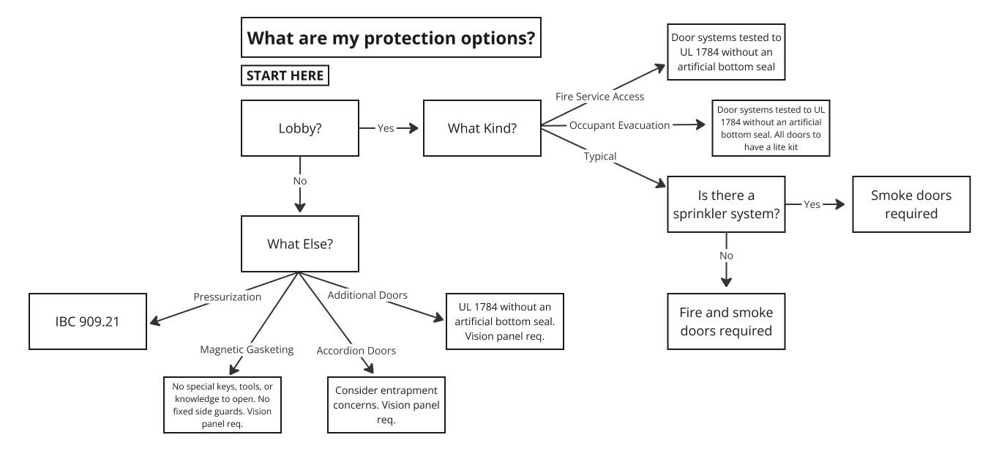 What are my protection options?
START HERE
Lobby?
Yes
What Kind?
Fire Service Access
Door systems tested to
UL 1784 without an
artificial bottom seal
Occupant Evacuation
Door systems tested to UL
1784 without an artificial
bottom seal. All doors to
have a lite kit
Typical
Is there a
sprinkler system?
Yes
Smoke doors
required
No
Fire and smoke
doors required
No
What Else?
Pressurization
IBC 909.21
Magnetic Gasketing
No special keys, tools, or
knowledge to open. No
fixed side guards. Vision
panel req.
Accordion Doors
Consider entrapment
concerns. Vision panel
req.
Additional Doors
UL 1784 without an
artificial bottom seal.
Vision panel req.